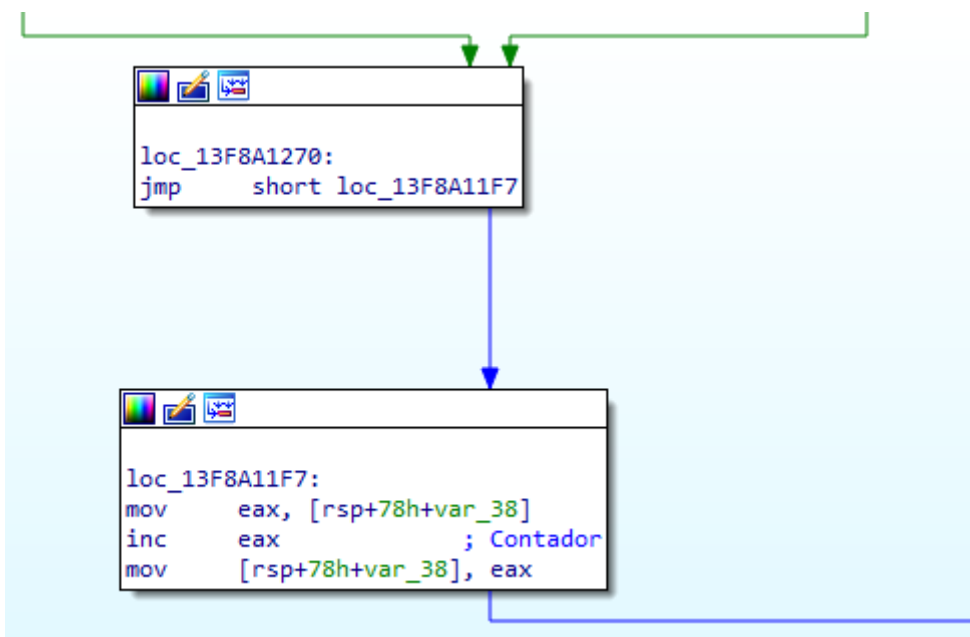 loc_13F8A1270:
jmp     short loc_13F8A11F7
loc_13F8A11F7:
mov     eax, [rsp+78h+var_38]
inc     eax             ; Contador
mov     [rsp+78h+var_38], eax